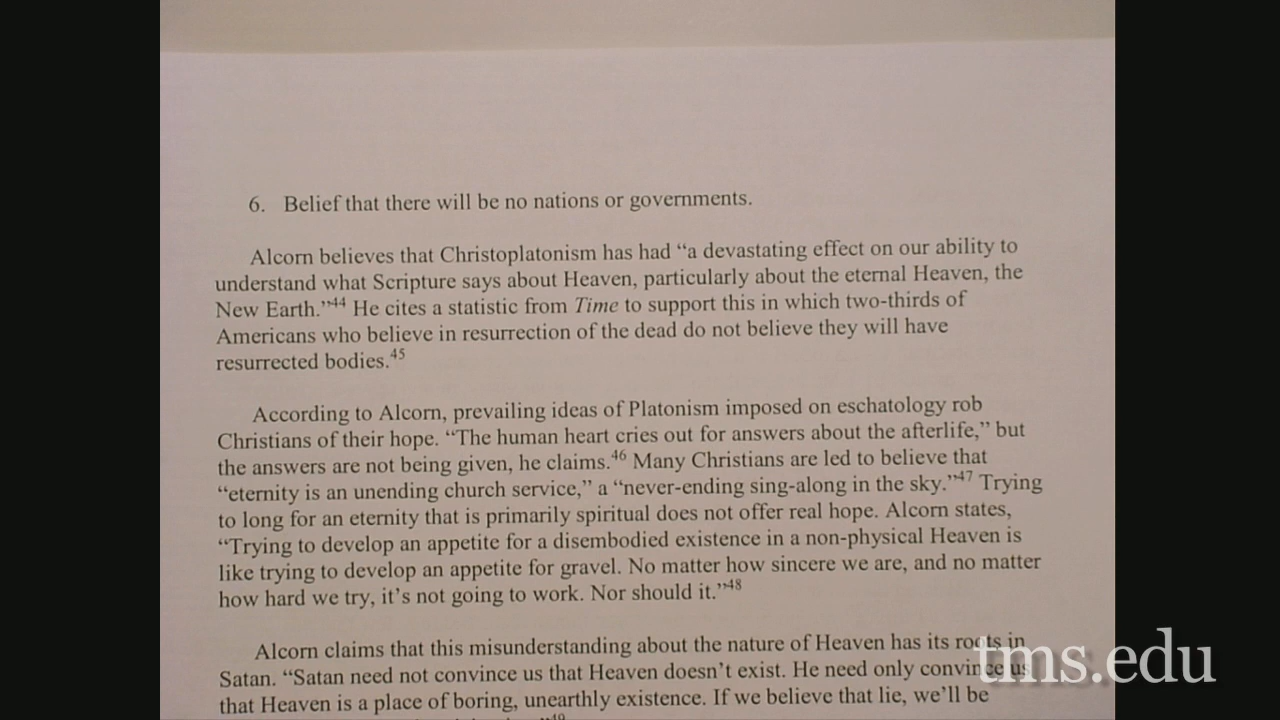 6. Belief that there will be no nations or governments.
Alcorn believes that Christoplatonism has had “a devastating effect on our ability to
understand what Scripture says about Heaven, particularly about the eternal Heaven, the
New Earth.”44 He cites a statistic from Time to support this in which two-thirds of
Americans who believe in resurrection of the dead do not believe they will have
resurrected bodies.45
According to Alcorn, prevailing ideas of Platonism imposed on eschatology rob
Christians of their hope. “The human heart cries out for answers about the afterlife,” but
the answers are not being given, he claims.46 Many Christians are led to believe that
“eternity is an unending church service,” a “never-ending sing-along in the sky.”47 Trying
to long for an eternity that is primarily spiritual does not offer real hope. Alcorn states,
“Trying to develop an appetite for a disembodied existence in a non-physical Heaven is
like trying to develop an appetite for gravel. No matter how sincere we are, and no matter
how hard we try, it’s not going to work. Nor should it.”48
Alcorn claims that this misunderstanding about the nature of Heaven has its roots in
Satan. “Satan need not convince us that Heaven doesn’t exist. He need only convince us
that Heaven is a place of boring, unearthly existence. If we believe that lie, we’ll be
tms.edu